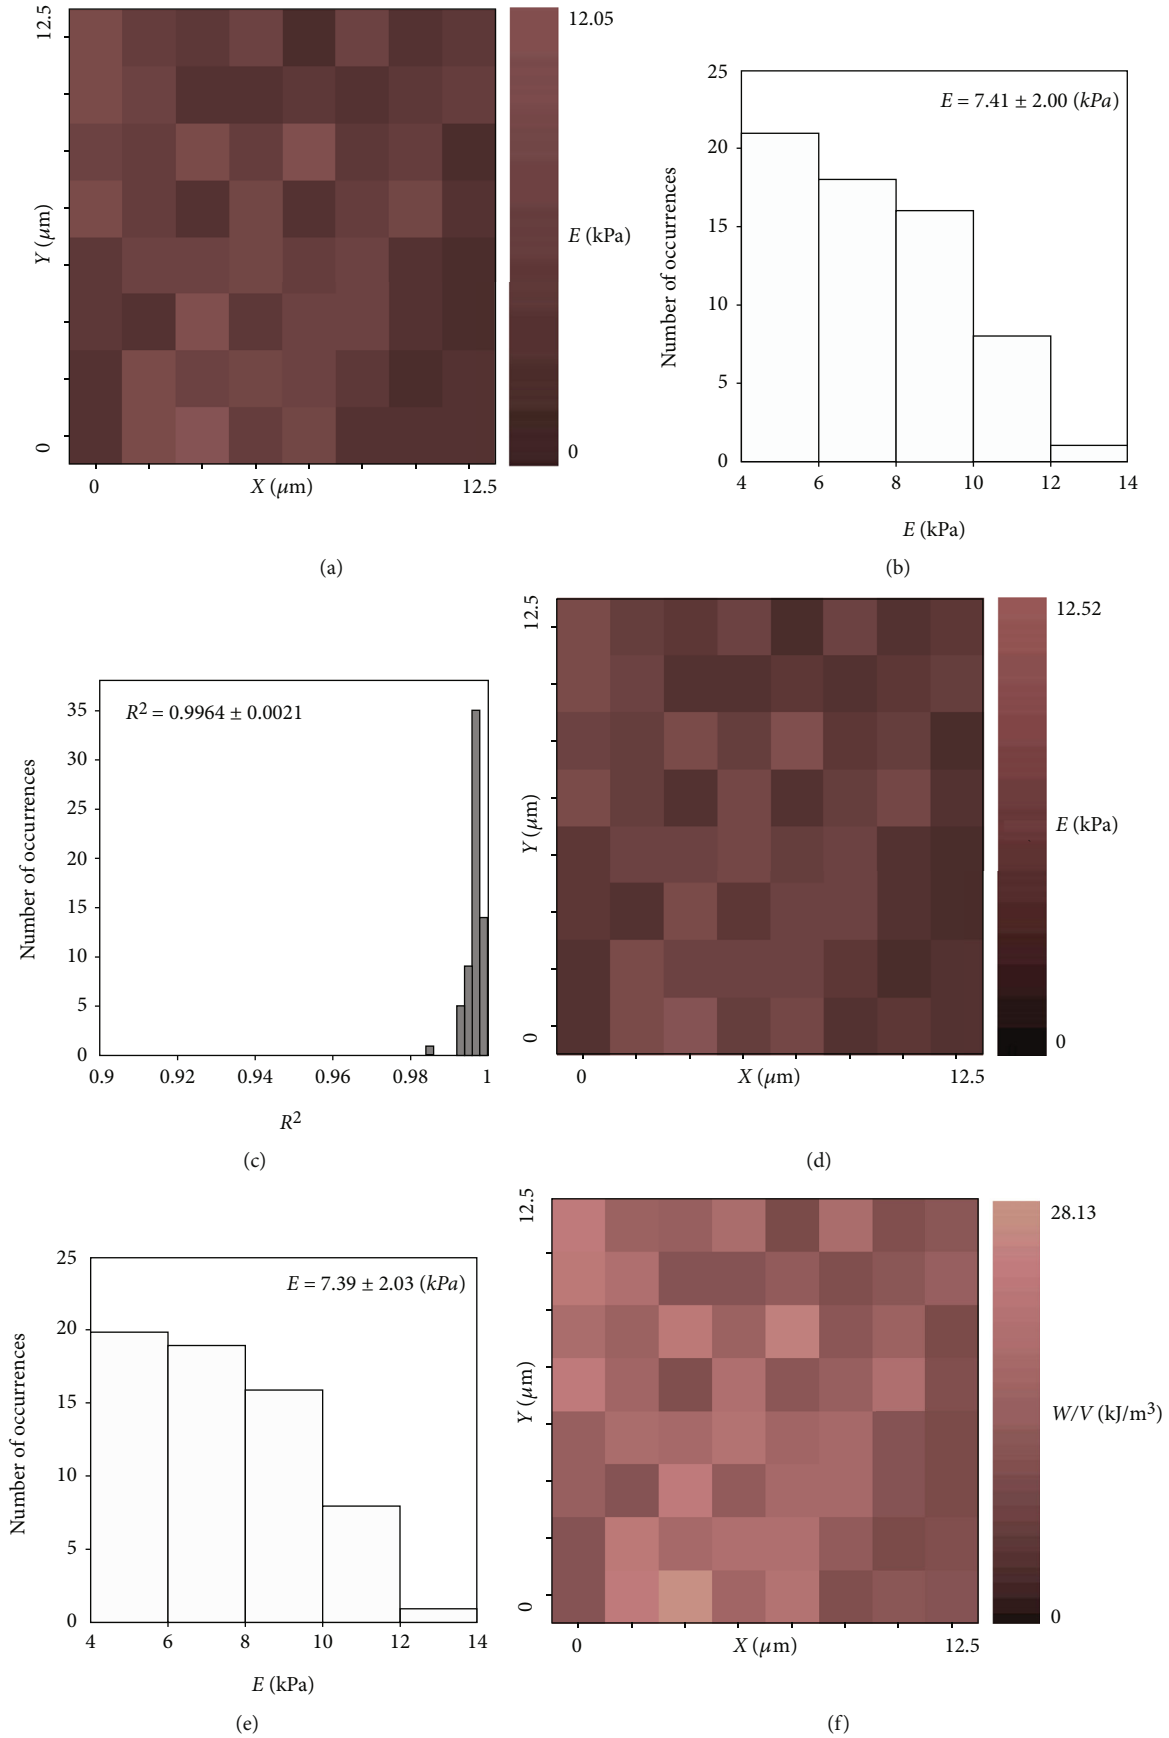 12.5
Y (μm)
0
0
X (μm)
12.5
12.05
E (kPa)
0
(a)
25
20
15
10
5
0
Number of occurrences
E = 7.41 ± 2.00 (kPa)
4 6 8 10 12 14
E (kPa)
(b)
35
30
25
20
15
10
5
0
Number of occurrences
R² = 0.9964 ± 0.0021
0.9 0.92 0.94 0.96 0.98 1
R²
(c)
12.5
Y (μm)
0
0
X (μm)
12.5
12.52
E (kPa)
0
(d)
25
20
15
10
5
0
Number of occurrences
E = 7.39 ± 2.03 (kPa)
4 6 8 10 12 14
E (kPa)
(e)
12.5
Y (μm)
0
0
X (μm)
12.5
28.13
W/V (kJ/m³)
0
(f)